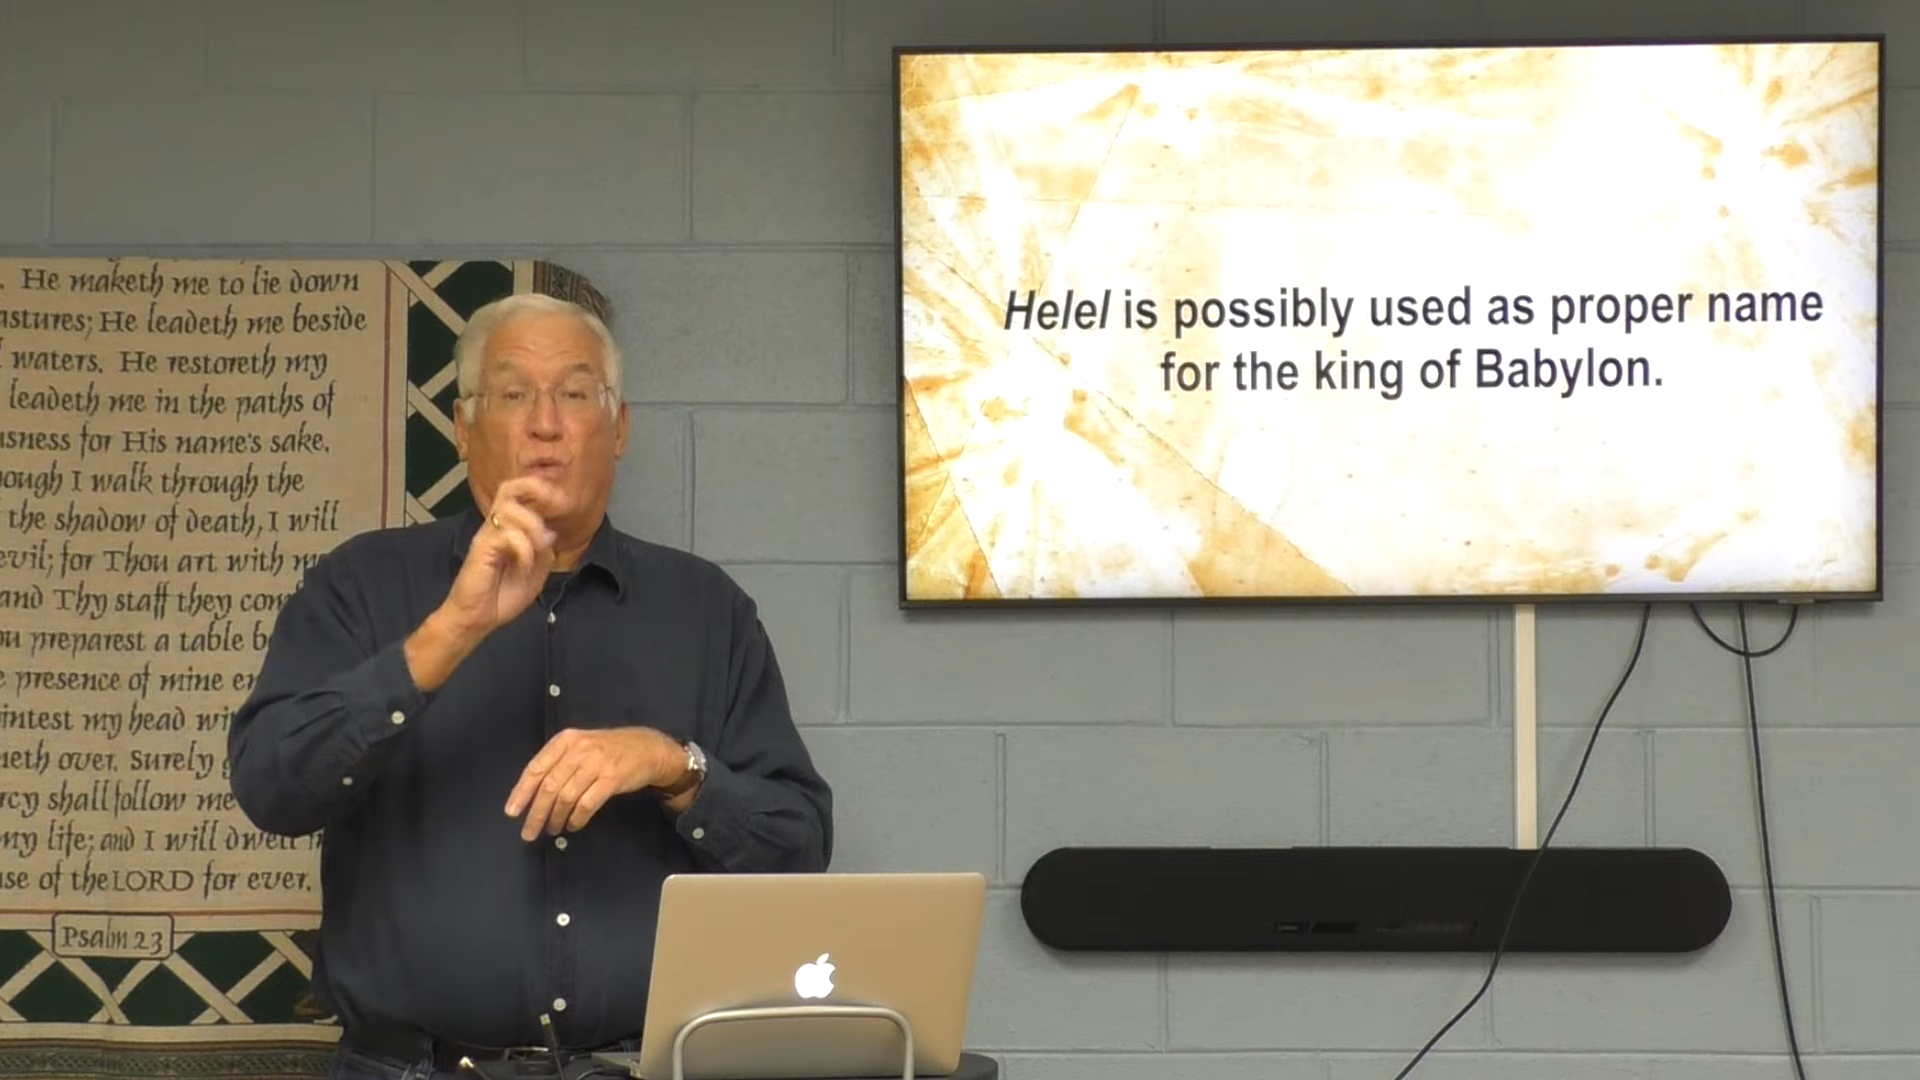 . He maketh me to lie down
astures; He leadeth me beside
waters. He restoreth my
leadeth me in the paths of
usness for His name's sake.
ough I walk through the
the shadow of death, I will
evil; for Thou art with
and Thy staff they com
ou preparest a table
presence of mine
intest my head
neth over. Surely
rcy shall follow me
my life; and I will dwell in
use of the LORD for ever.
Psalm 23
Helel is possibly used as proper name
for the king of Babylon.